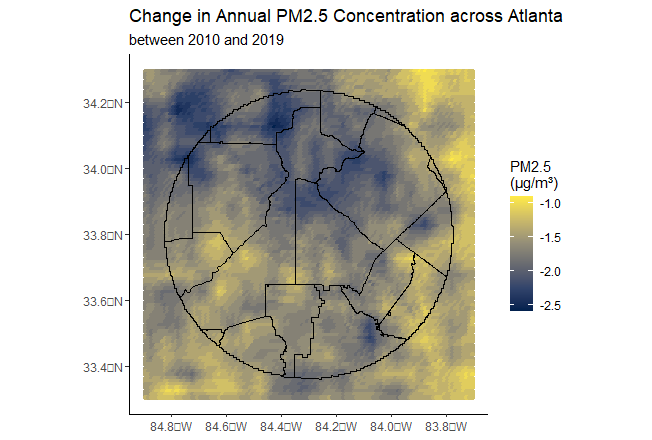 Change in Annual PM2.5 Concentration across Atlanta
between 2010 and 2019
34.2□N
34.0□N
33.8□N
33.6□N
33.4□N
84.8□W 84.6□W 84.4□W 84.2□W 84.0□W 83.8□W
PM2.5
(µg/m³)
-1.0
-1.5
-2.0
-2.5